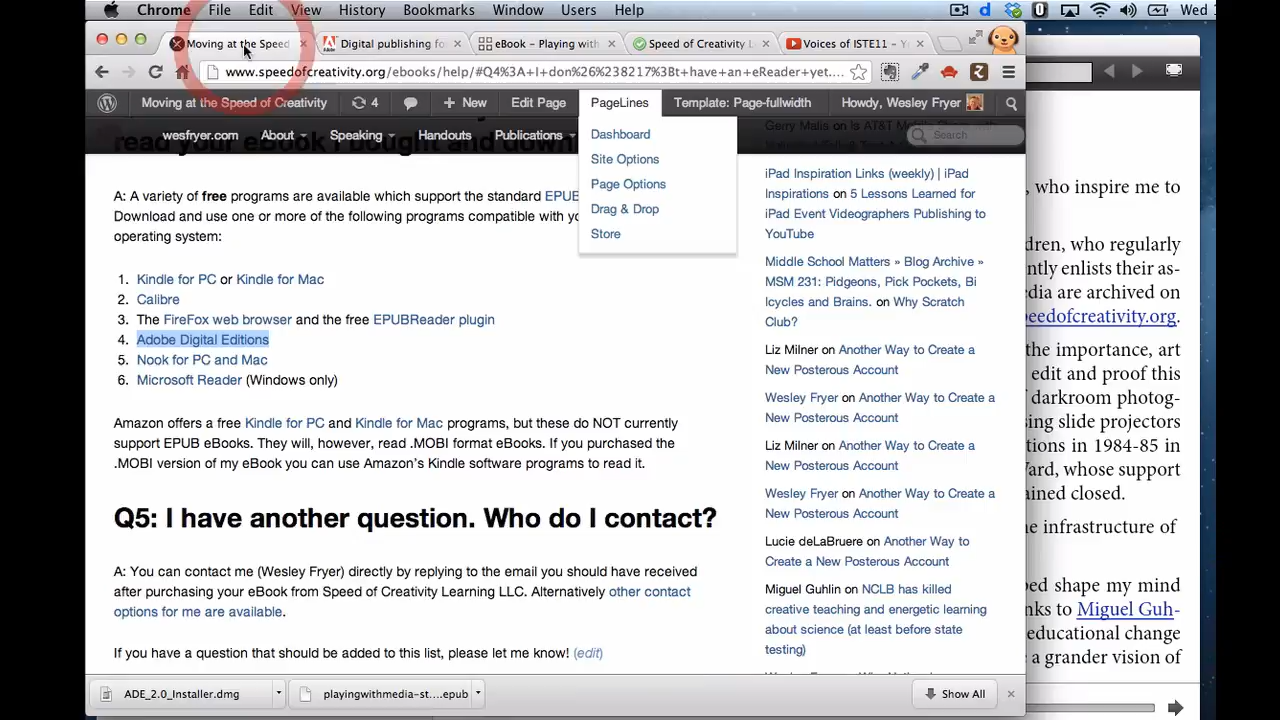 Chrome File Edit View History Bookmarks Window Users Help Wed
Moving at the Speed
Digital publishing fo
eBook - Playing with
Speed of Creativity L
Voices of ISTE11 - Y
www.speedofcreativity.org/ebooks/help/#Q4%3A+I+don%26%238217%3Bt+have+an+eReader+yet.…
Moving at the Speed of Creativity 4 + New Edit Page PageLines Template: Page-fullwidth Howdy, Wesley Fryer
wesfryer.com About Speaking Handouts Publications Search
Dashboard
Site Options
Page Options
Drag & Drop
Store
A: A variety of free programs are available which support the standard EPUB
Download and use one or more of the following programs compatible with yo
operating system:
1. Kindle for PC or Kindle for Mac
2. Calibre
3. The FireFox web browser and the free EPUBReader plugin
4. Adobe Digital Editions
5. Nook for PC and Mac
6. Microsoft Reader (Windows only)
Amazon offers a free Kindle for PC and Kindle for Mac programs, but these do NOT currently
support EPUB eBooks. They will, however, read .MOBI format eBooks. If you purchased the
.MOBI version of my eBook you can use Amazon's Kindle software programs to read it.
Q5: I have another question. Who do I contact?
A: You can contact me (Wesley Fryer) directly by replying to the email you should have received
after purchasing your eBook from Speed of Creativity Learning LLC. Alternatively other contact
options for me are available.
If you have a question that should be added to this list, please let me know! (edit)
Gerry Malis on Is AT&T Mobile Share with
iPad Inspiration Links (weekly) | iPad
Inspirations on 5 Lessons Learned for
iPad Event Videographers Publishing to
YouTube
Middle School Matters » Blog Archive »
MSM 231: Pidgeons, Pick Pockets, Bi
Icycles and Brains. on Why Scratch
Club?
Liz Milner on Another Way to Create a
New Posterous Account
Wesley Fryer on Another Way to Create a
New Posterous Account
Liz Milner on Another Way to Create a
New Posterous Account
Wesley Fryer on Another Way to Create a
New Posterous Account
Lucie deLaBruere on Another Way to
Create a New Posterous Account
Miguel Guhlin on NCLB has killed
creative teaching and energetic learning
about science (at least before state
testing)
, who inspire me to
dren, who regularly
ntly enlists their as-
edia are archived on
peedofcreativity.org.
the importance, art
edit and proof this
f darkroom photog-
sing slide projectors
tions in 1984-85 in
Vard, whose support
ained closed.
he infrastructure of
ped shape my mind
nks to Miguel Guh-
educational change
e a grander vision of
ADE_2.0_Installer.dmg
playingwithmedia-st....epub
Show All